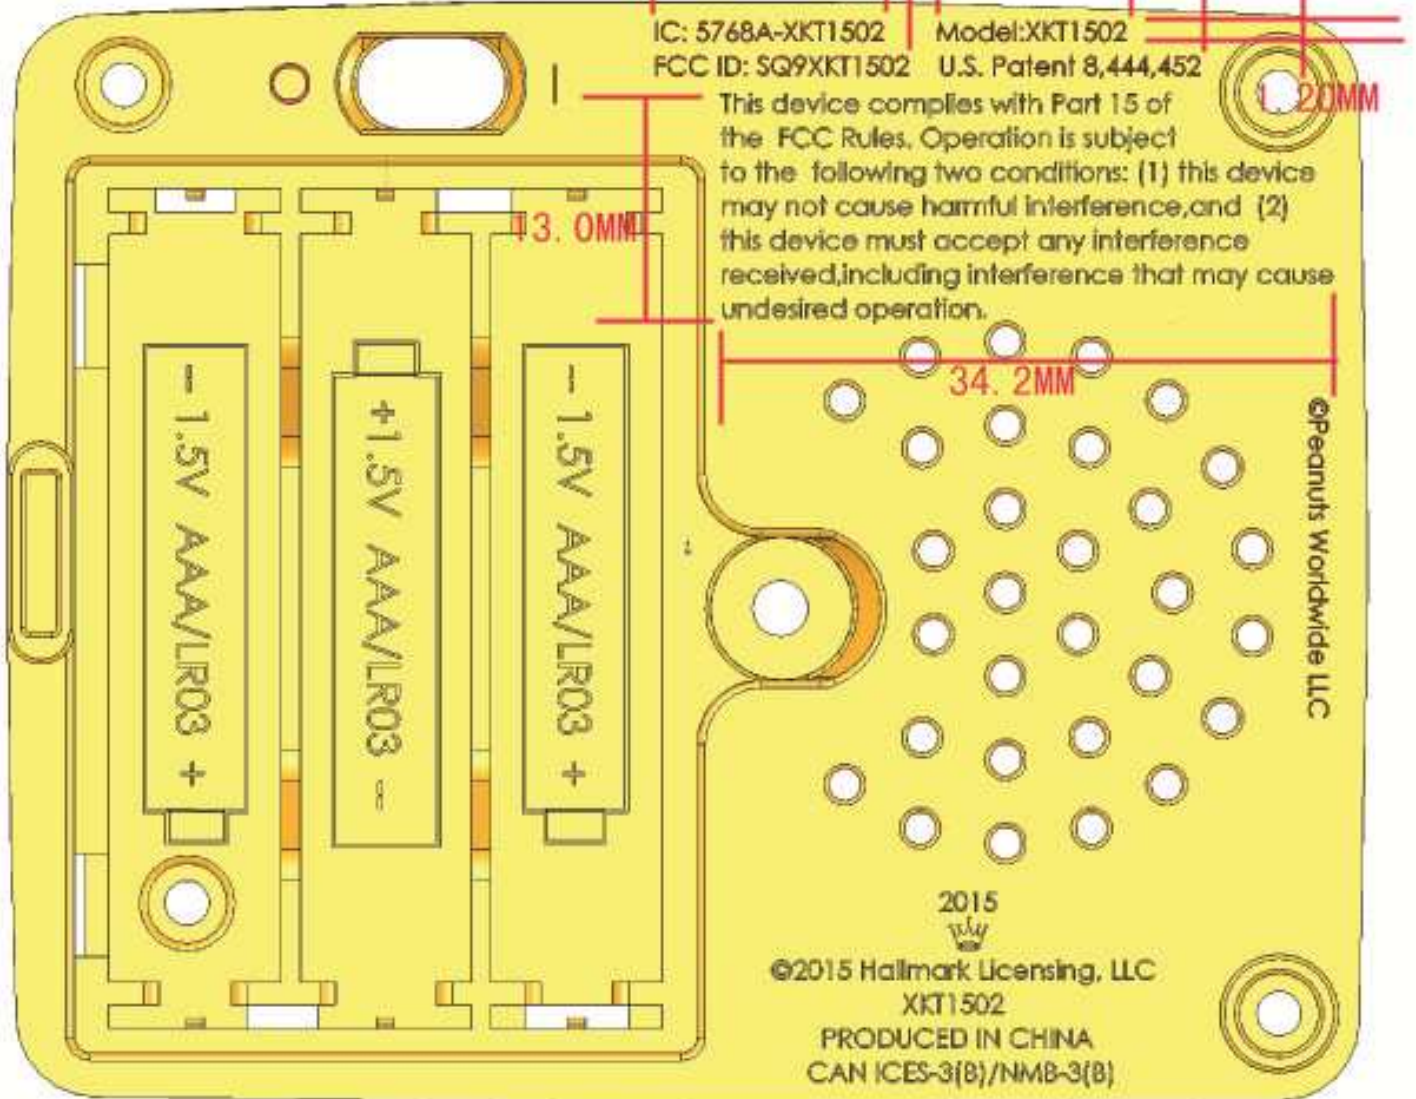 IC: 5768A-XKT1502 Model:XKT1502
FCC ID: SQ9XKT1502 U.S. Patent 8,444,452
1.20MM
This device complies with Part 15 of
the FCC Rules. Operation is subject
to the following two conditions: (1) this device
may not cause harmful interference,and (2)
this device must accept any interference
received,including interference that may cause
undesired operation.
13.0MM
34.2MM
- 1.5V AAA/LR03 +
+1.5V AAA/LR03 -
- 1.5V AAA/LR03 +
©Peanuts Worldwide LLC
2015
©2015 Hallmark Licensing, LLC
XKT1502
PRODUCED IN CHINA
CAN ICES-3(B)/NMB-3(B)